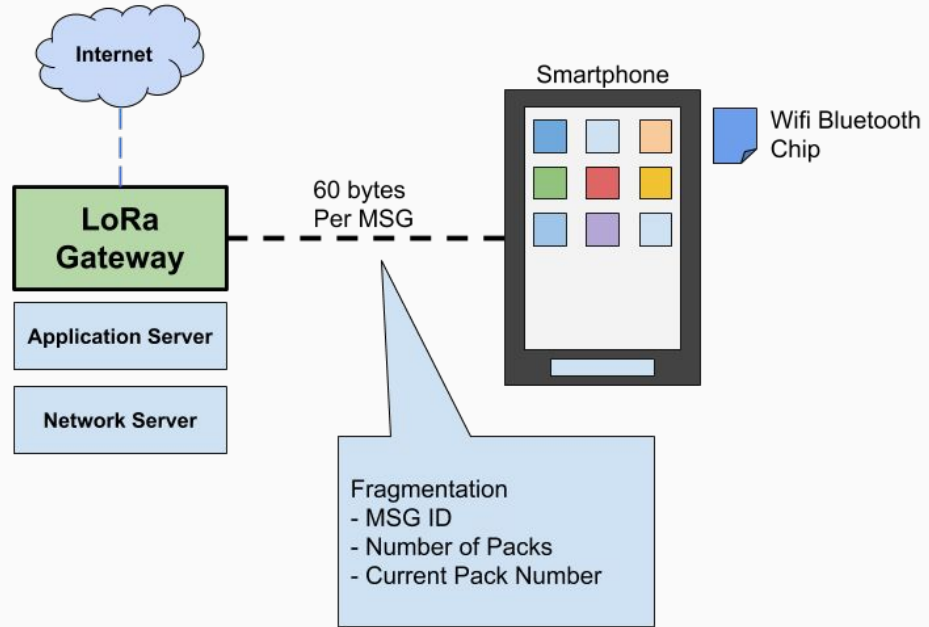 Internet
Smartphone
Wifi Bluetooth
Chip
60 bytes
Per MSG
LoRa
Gateway
Application Server
Network Server
Fragmentation
- MSG ID
- Number of Packs
- Current Pack Number